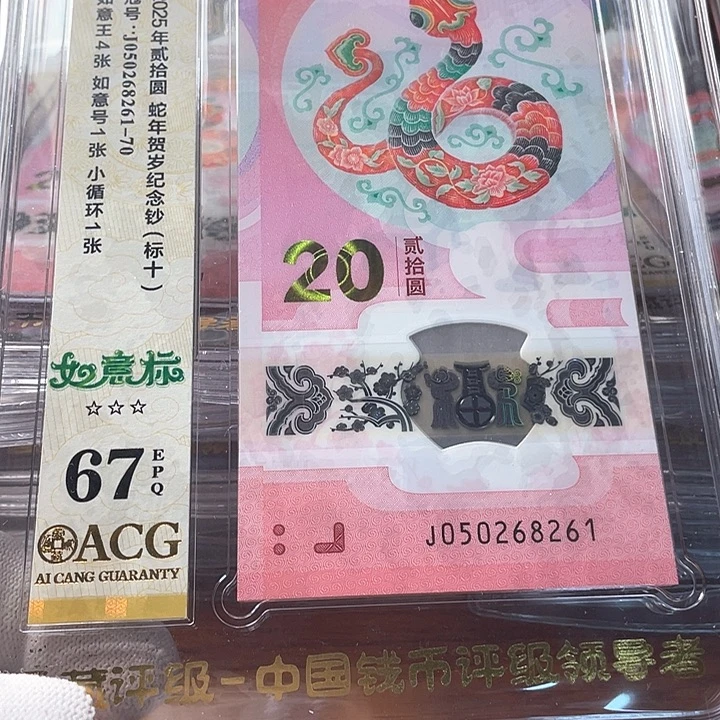 2025年贰拾圆 蛇年贺岁纪念钞(标十)
冠号:J050268261-70
如意王4张 如意号1张 小循环1张
如意标
☆☆☆
67
EPQ
ACG
AI CANG GUARANTY
20
贰拾圆
J050268261
藏评级-中国钱币评级领导者